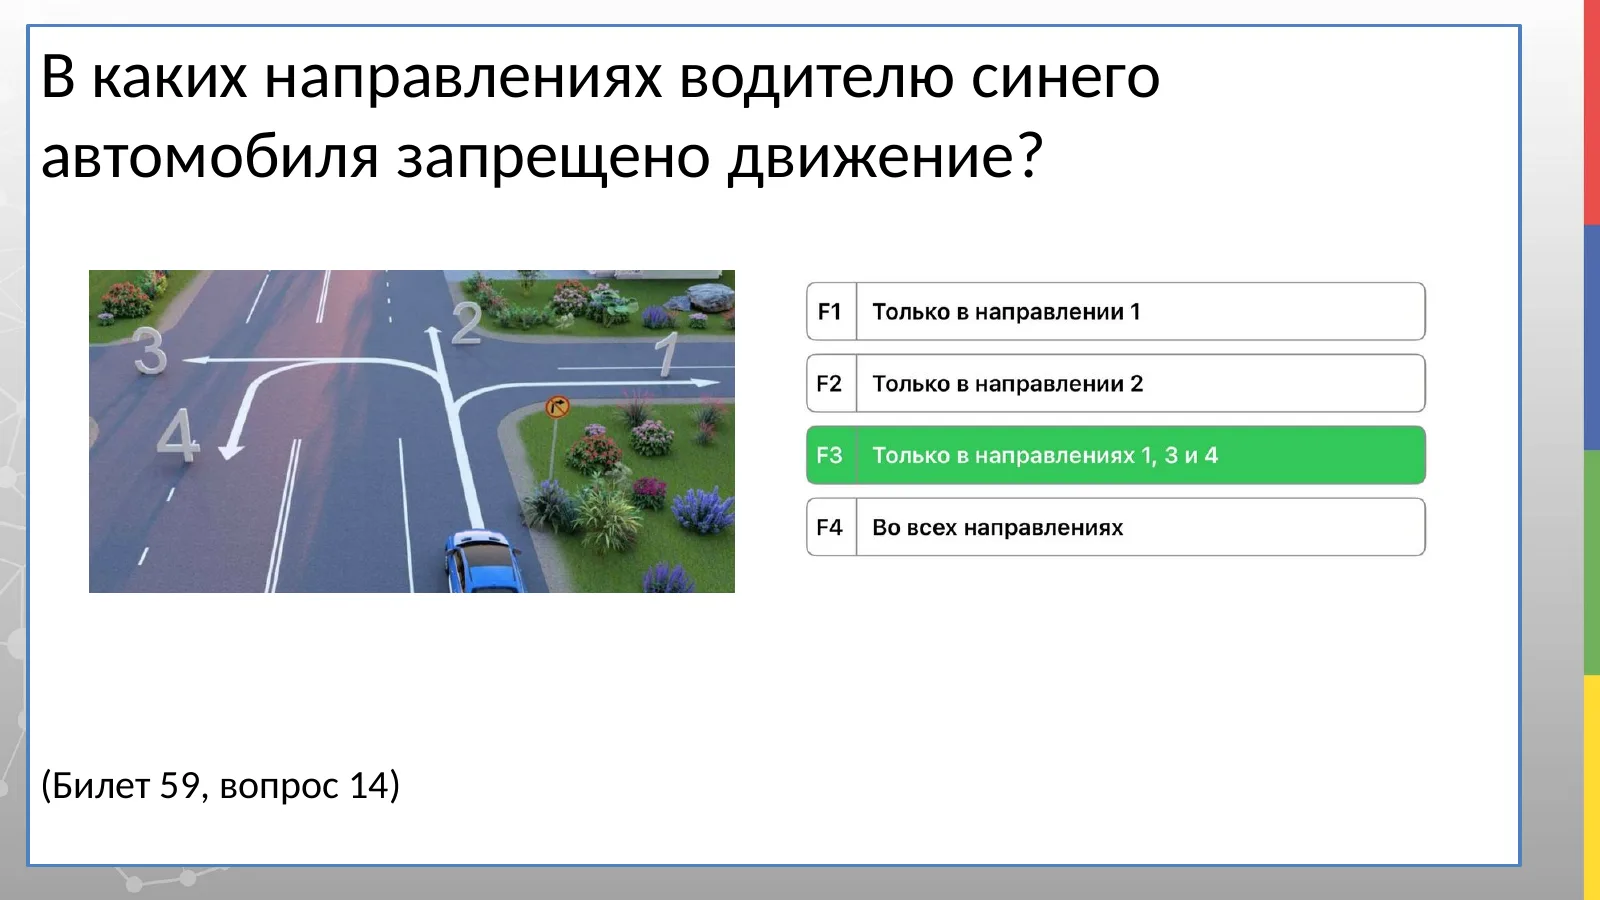 В каких направлениях водителю синего
автомобиля запрещено движение?
3
2
1
4
F1 Только в направлении 1
F2 Только в направлении 2
F3 Только в направлениях 1, 3 и 4
F4 Во всех направлениях
(Билет 59, вопрос 14)